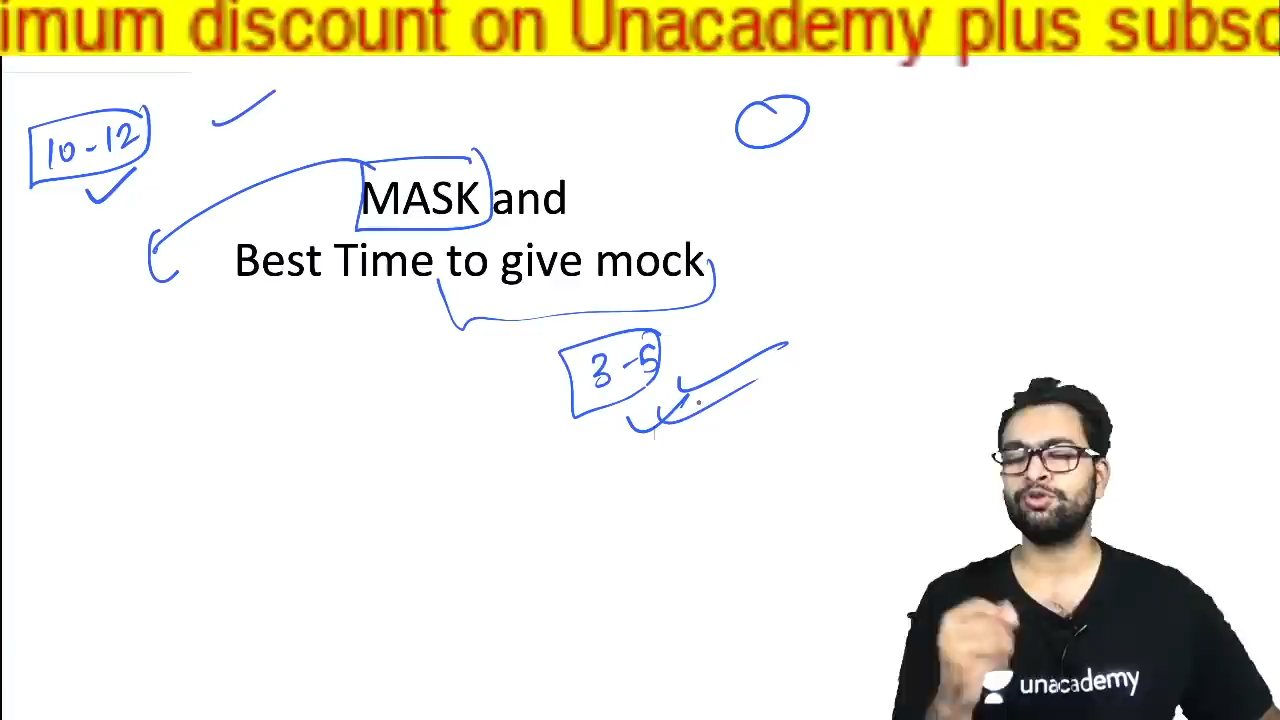 imum discount on Unacademy plus subsc
10-12
MASK and
Best Time to give mock
3-5
unacademy